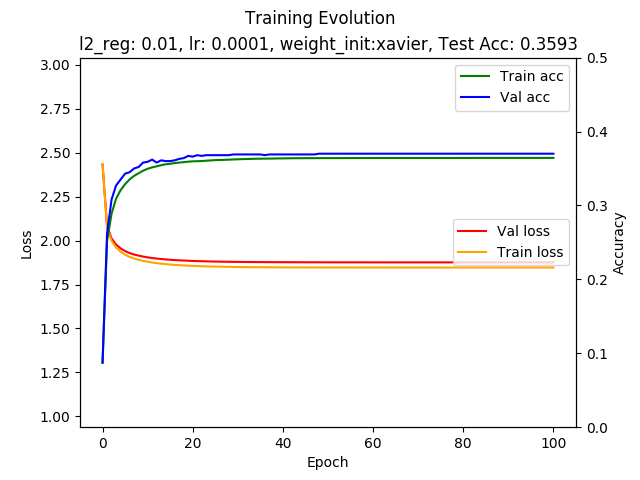 Training Evolution
l2_reg: 0.01, lr: 0.0001, weight_init:xavier, Test Acc: 0.3593
3.00
2.75
2.50
2.25
2.00
1.75
1.50
1.25
1.00
Loss
Train acc
Val acc
Val loss
Train loss
0.5
0.4
0.3
0.2
0.1
0.0
Accuracy
0
20
40
60
80
100
Epoch